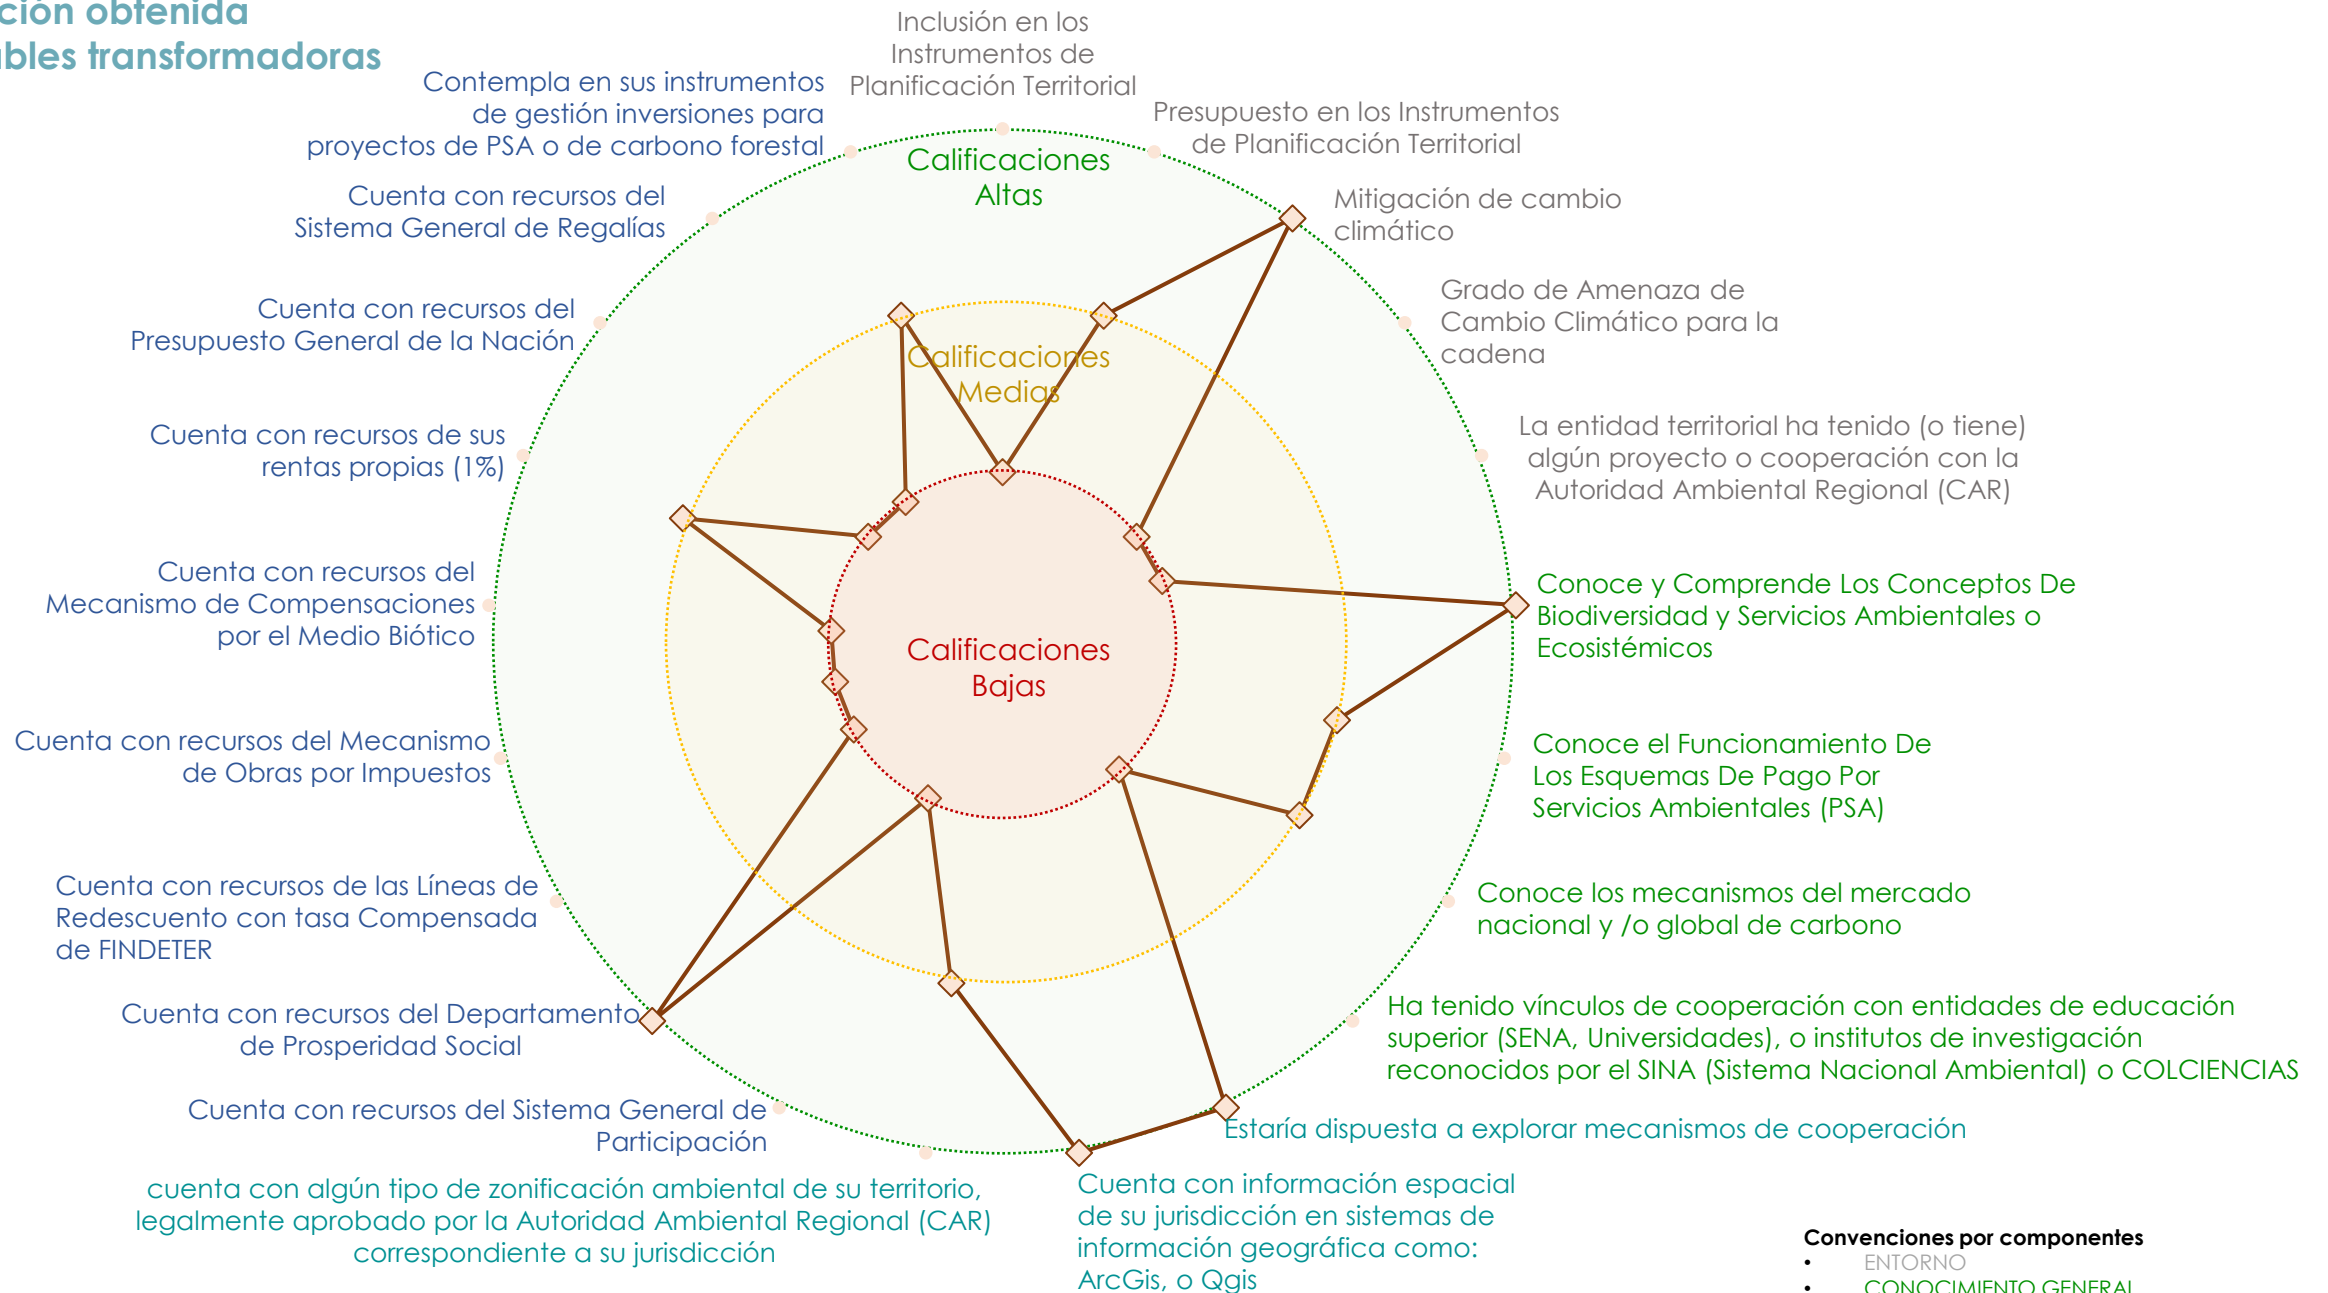 ción obtenida
bles transformadoras
Inclusión en los
Instrumentos de
Planificación Territorial
Presupuesto en los Instrumentos
de Planificación Territorial
Mitigación de cambio
climático
Grado de Amenaza de
Cambio Climático para la
cadena
La entidad territorial ha tenido (o tiene)
algún proyecto o cooperación con la
Autoridad Ambiental Regional (CAR)
Conoce y Comprende Los Conceptos De
Biodiversidad y Servicios Ambientales o
Ecosistémicos
Conoce el Funcionamiento De
Los Esquemas De Pago Por
Servicios Ambientales (PSA)
Conoce los mecanismos del mercado
nacional y /o global de carbono
Ha tenido vínculos de cooperación con entidades de educación
superior (SENA, Universidades), o institutos de investigación
reconocidos por el SINA (Sistema Nacional Ambiental) o COLCIENCIAS
Estaría dispuesta a explorar mecanismos de cooperación
Cuenta con información espacial
de su jurisdicción en sistemas de
información geográfica como:
ArcGis, o Qgis
cuenta con algún tipo de zonificación ambiental de su territorio,
legalmente aprobado por la Autoridad Ambiental Regional (CAR)
correspondiente a su jurisdicción
Cuenta con recursos del Sistema General de
Participación
Cuenta con recursos del Departamento
de Prosperidad Social
Cuenta con recursos de las Líneas de
Redescuento con tasa Compensada
de FINDETER
Cuenta con recursos del Mecanismo
de Obras por Impuestos
Cuenta con recursos del
Mecanismo de Compensaciones
por el Medio Biótico
Cuenta con recursos de sus
rentas propias (1%)
Cuenta con recursos del
Presupuesto General de la Nación
Cuenta con recursos del
Sistema General de Regalías
Contempla en sus instrumentos
de gestión inversiones para
proyectos de PSA o de carbono forestal
Calificaciones
Altas
Calificaciones
Medias
Calificaciones
Bajas
Convenciones por componentes
• ENTORNO
• CONOCIMIENTO GENERAL